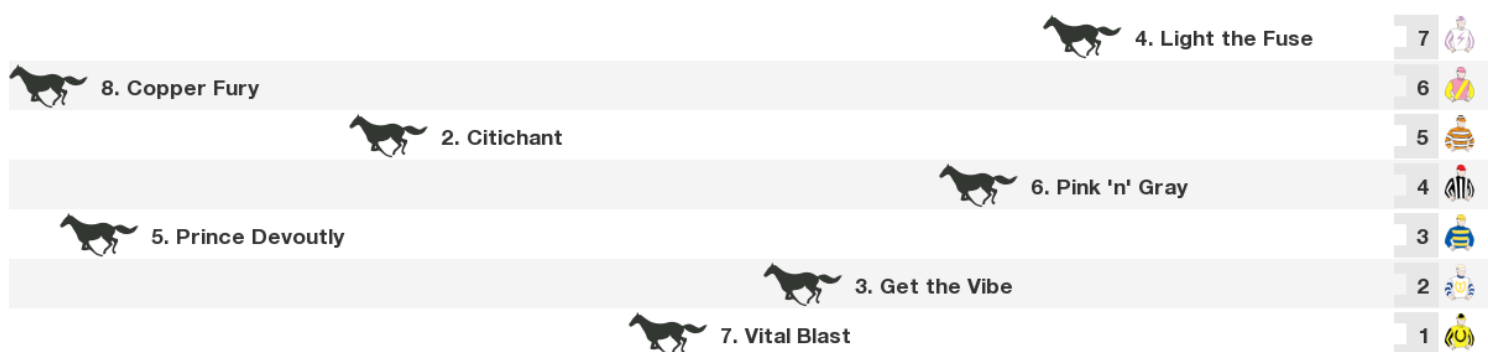 4. Light the Fuse 7
8. Copper Fury 6
2. Citichant 5
6. Pink 'n' Gray 4
5. Prince Devoutly 3
3. Get the Vibe 2
7. Vital Blast 1